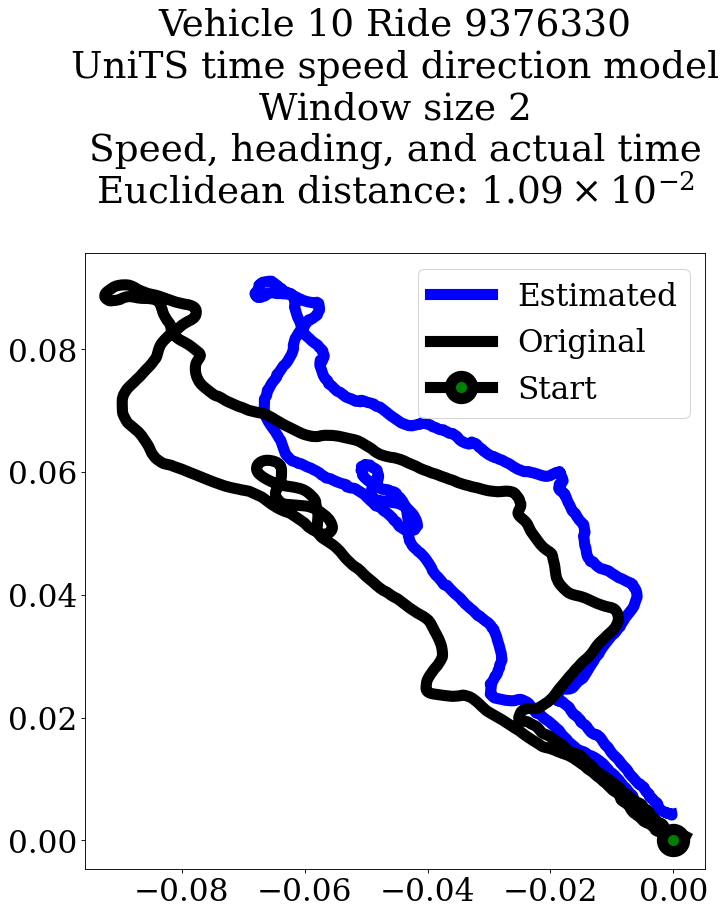 Vehicle 10 Ride 9376330
UniTS time speed direction model
Window size 2
Speed, heading, and actual time
Euclidean distance: 1.09 × 10⁻²
Estimated
Original
Start
0.08
0.06
0.04
0.02
0.00
−0.08 −0.06 −0.04 −0.02 0.00